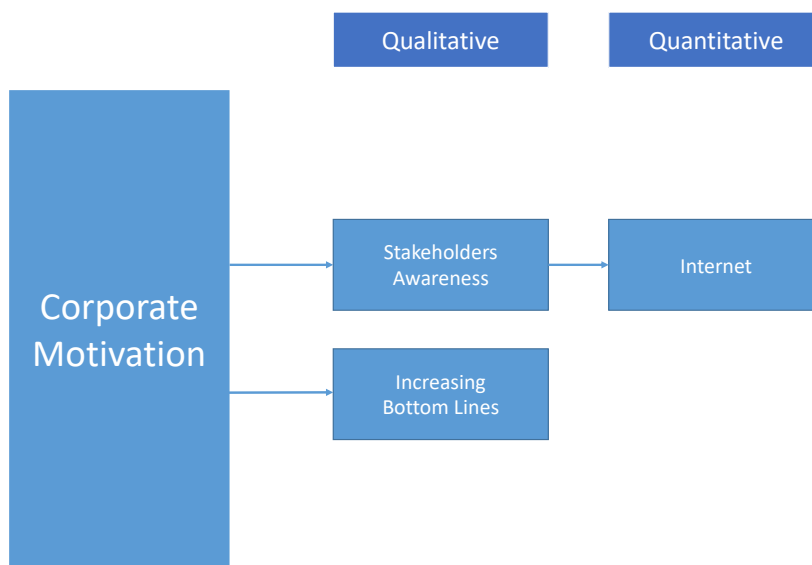 Qualitative
Quantitative
Stakeholders
Awareness
Internet
Corporate
Motivation
Increasing
Bottom Lines